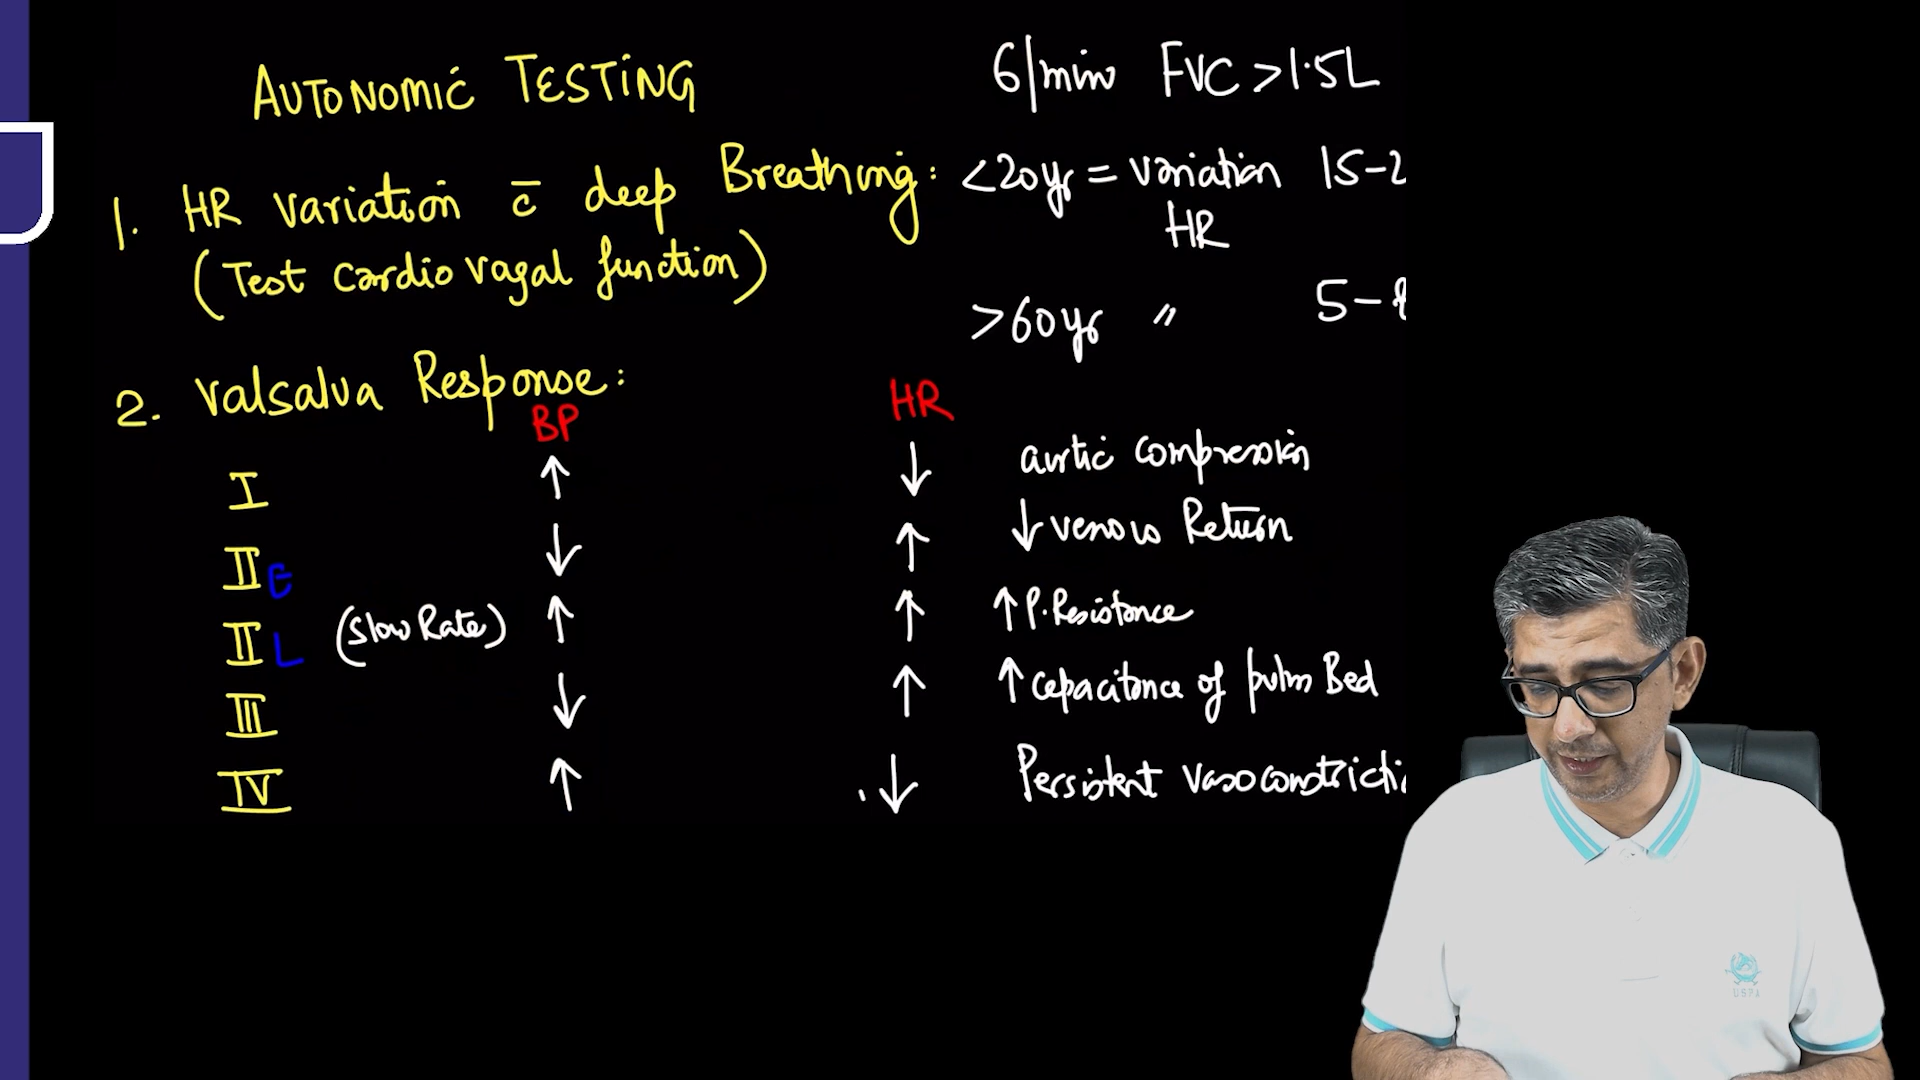 AUTONOMIC TESTING
6/min FVC >1.5L
1. HR variation c̄ deep Breathing:
(Test cardio vagal function)
<20yr = variation 15-2
HR
>60yr 〃 5-8
2. Valsalva Response:
BP HR
I ↑ ↓ aortic compression
II E ↓ ↑ ↓ venous Return
II L (Slow Rate) ↑ ↑ ↑ P. Resistance
III ↓ ↑ ↑ capacitance of pulm Bed
IV ↑ ↓ Persistent vasoconstricti
USPA